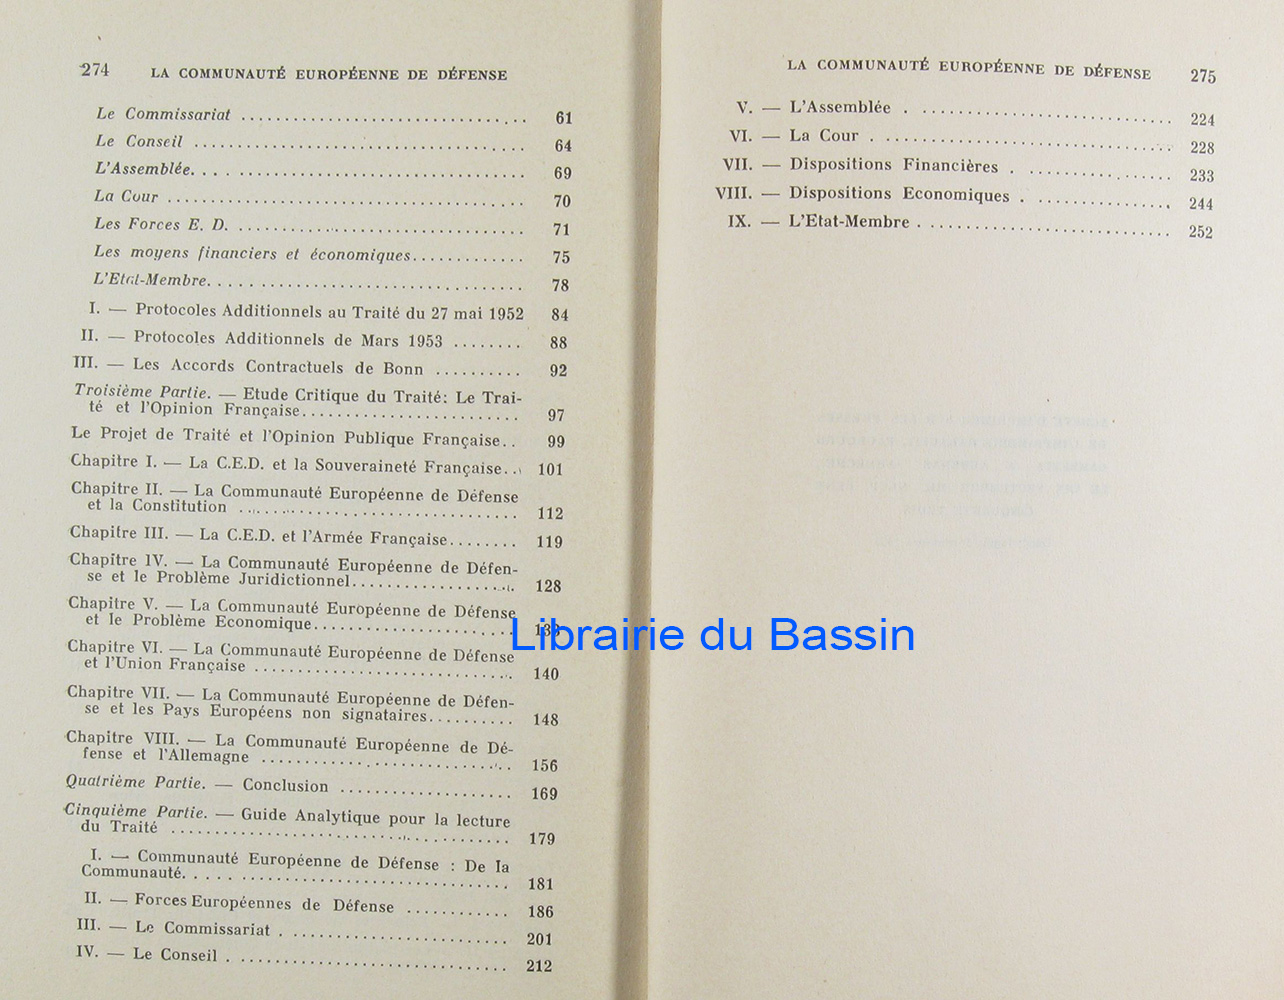 274 LA COMMUNAUTÉ EUROPÉENNE DE DÉFENSE
Le Commissariat ................................ 61
Le Conseil ..................................... 64
L'Assemblée..................................... 69
La Cour ........................................ 70
Les Forces E. D. ............................... 71
Les moyens financiers et économiques............. 75
L'Etat-Membre................................... 78
I. — Protocoles Additionnels au Traité du 27 mai 1952 84
II. — Protocoles Additionnels de Mars 1953 ........ 88
III. — Les Accords Contractuels de Bonn .......... 92
Troisième Partie. — Etude Critique du Traité: Le Trai-
té et l'Opinion Française......................... 97
Le Projet de Traité et l'Opinion Publique Française.. 99
Chapitre I. — La C.E.D. et la Souveraineté Française... 101
Chapitre II. — La Communauté Européenne de Défense
et la Constitution ................................ 112
Chapitre III. — La C.E.D. et l'Armée Française........ 119
Chapitre IV. — La Communauté Européenne de Défen-
se et le Problème Juridictionnel................... 128
Chapitre V. — La Communauté Européenne de Défense
et le Problème Economique.......................
Chapitre VI. — La Communauté Européenne de Défense
et l'Union Française .............................. 140
Chapitre VII. — La Communauté Européenne de Défen-
se et les Pays Européens non signataires.......... 148
Chapitre VIII. — La Communauté Européenne de Dé-
fense et l'Allemagne ............................. 156
Quatrième Partie. — Conclusion .................... 169
Cinquième Partie. — Guide Analytique pour la lecture
du Traité ........................................ 179
I. — Communauté Européenne de Défense : De la
Communauté...................................... 181
II. — Forces Européennes de Défense ............ 186
III. — Le Commissariat .......................... 201
IV. — Le Conseil ................................ 212
LA COMMUNAUTÉ EUROPÉENNE DE DÉFENSE 275
V. — L'Assemblée .............................. 224
VI. — La Cour .................................. 228
VII. — Dispositions Financières ................. 233
VIII. — Dispositions Economiques ................ 244
IX. — L'Etat-Membre ............................ 252
Librairie du Bassin